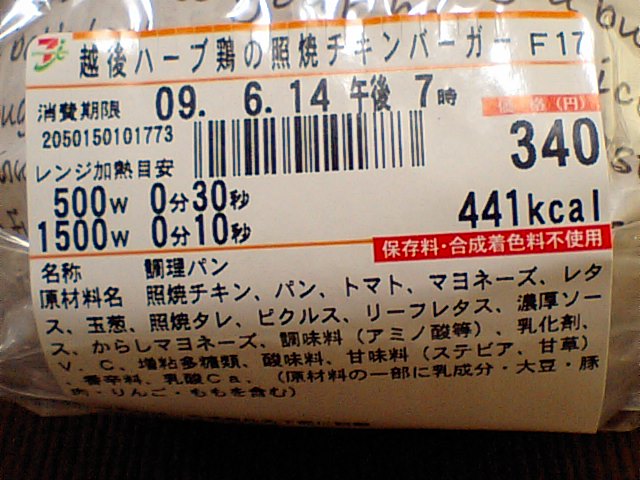 越後ハーブ鶏の照焼チキンバーガー F17
消費期限 09. 6.14 午後 7時
2050150101773
価格(円)
340
レンジ加熱目安
500W 0分30秒
1500W 0分10秒
441kcal
保存料・合成着色料不使用
名称 調理パン
原材料名 照焼チキン、パン、トマト、マヨネーズ、レタ
ス、玉葱、照焼タレ、ピクルス、リーフレタス、濃厚ソー
ス、からしマヨネーズ、調味料(アミノ酸等)、乳化剤、
V.C、増粘多糖類、酸味料、甘味料(ステビア、甘草)
、香辛料、乳酸Ca、(原材料の一部に乳成分・大豆・豚
肉・りんご・ももを含む)